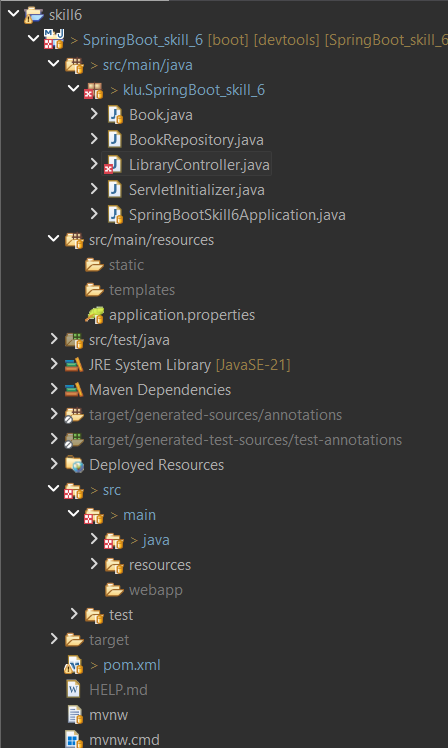 skill6
> SpringBoot_skill_6 [boot] [devtools] [SpringBoot_skill_6
> src/main/java
> klu.SpringBoot_skill_6
Book.java
BookRepository.java
LibraryController.java
ServletInitializer.java
SpringBootSkill6Application.java
src/main/resources
static
templates
application.properties
src/test/java
JRE System Library [JavaSE-21]
Maven Dependencies
target/generated-sources/annotations
target/generated-test-sources/test-annotations
Deployed Resources
> src
> main
> java
resources
webapp
test
target
> pom.xml
HELP.md
mvnw
mvnw.cmd